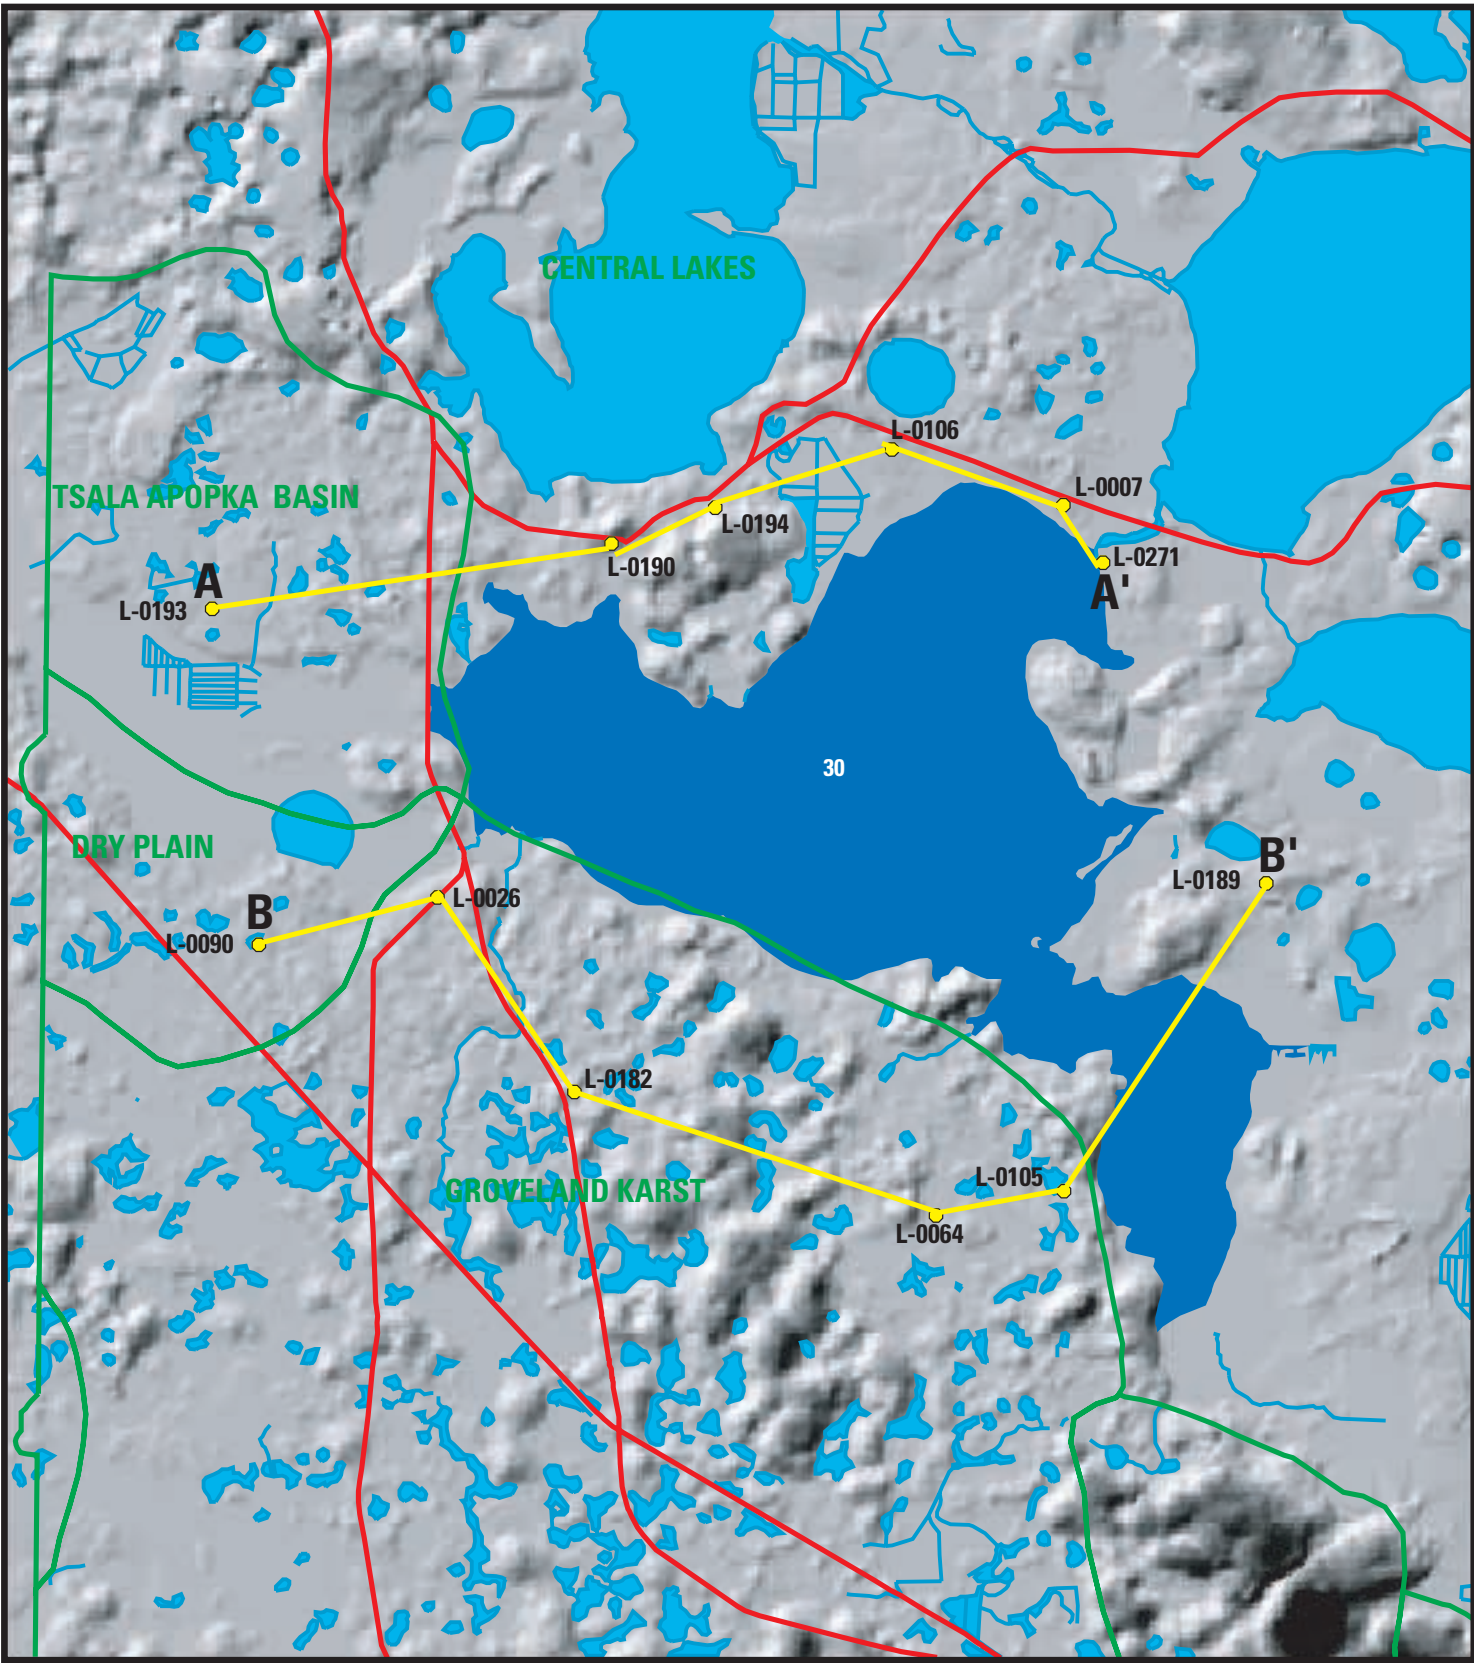 CENTRAL LAKES
L-0106
L-0007
TSALA APOPKA BASIN
L-0194
L-0190
L-0271
A
A'
L-0193
30
DRY PLAIN
B'
L-0189
L-0026
B
L-0090
L-0182
L-0105
GROVELAND KARST
L-0064